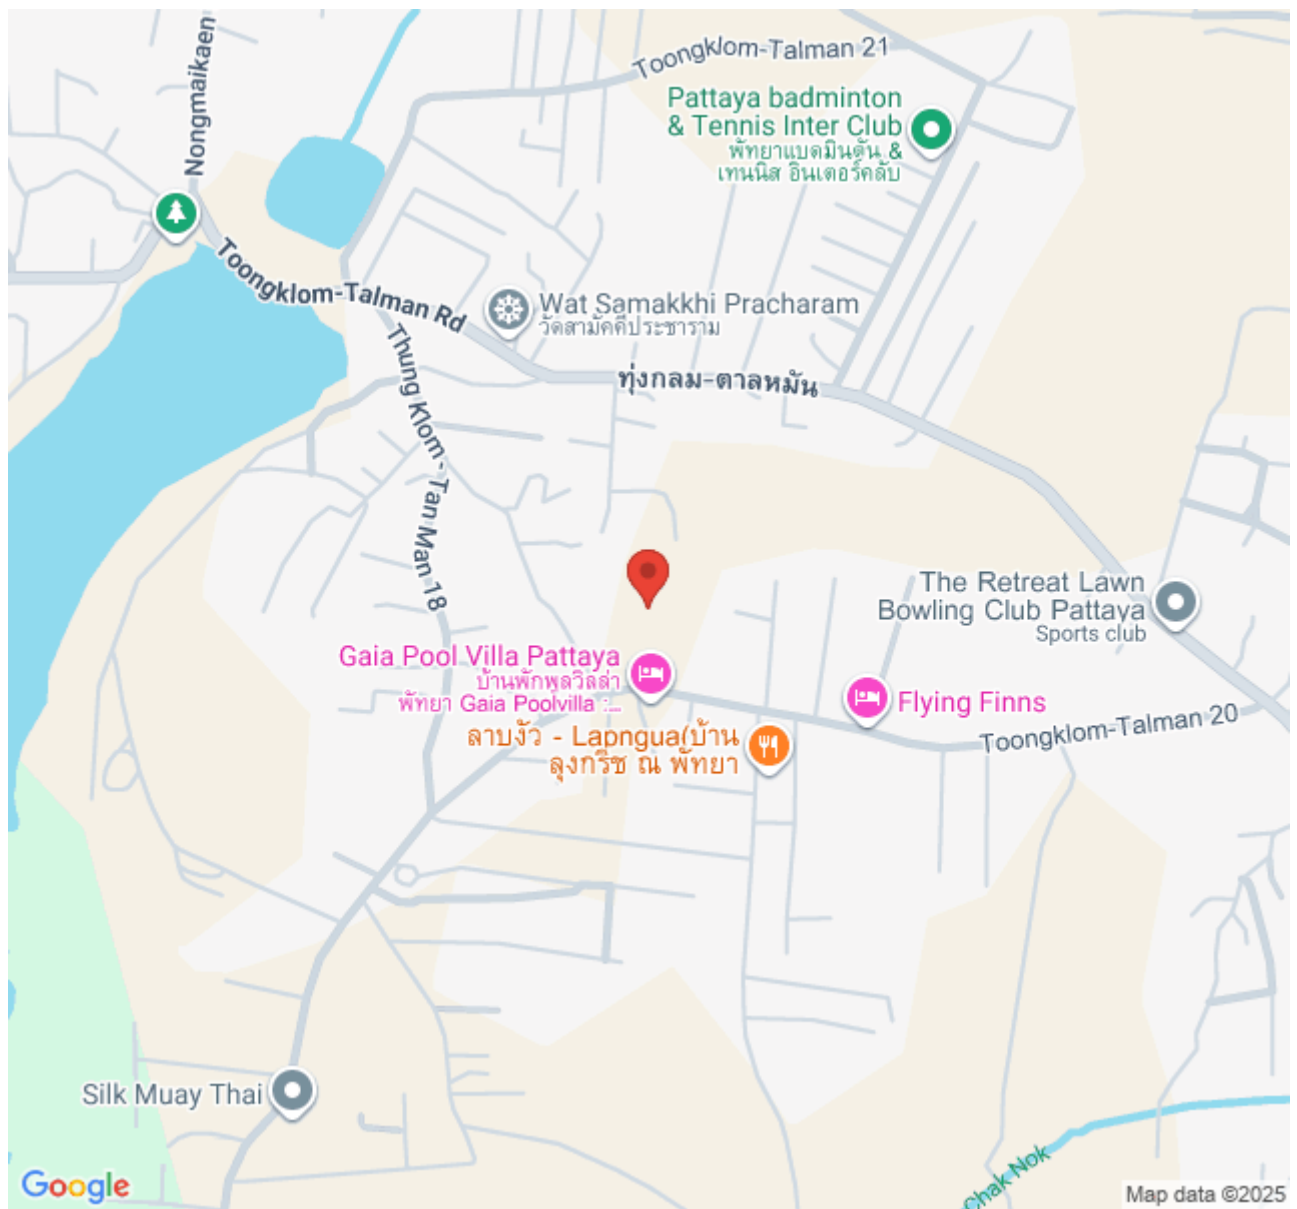 Nongmaikaen
Toongklom-Talman 21
Pattaya badminton
& Tennis Inter Club
พัทยาแบดมินตัน &
เทนนิส อินเตอร์คลับ
Toongklom-Talman Rd
Wat Samakkhi Pracharam
วัดสามัคคีประชาราม
Thung Klom - Tan Man 18
ทุ่งกลม-ตาลหมัน
The Retreat Lawn
Bowling Club Pattaya
Sports club
Gaia Pool Villa Pattaya
บ้านพักพูลวิลล่า
พัทยา Gaia Poolvilla :...
Flying Finns
ลาบงัว - Lapngua(บ้าน
ลุงกริช ณ พัทยา
Toongklom-Talman 20
Silk Muay Thai
Chak Nok
Google
Map data ©2025